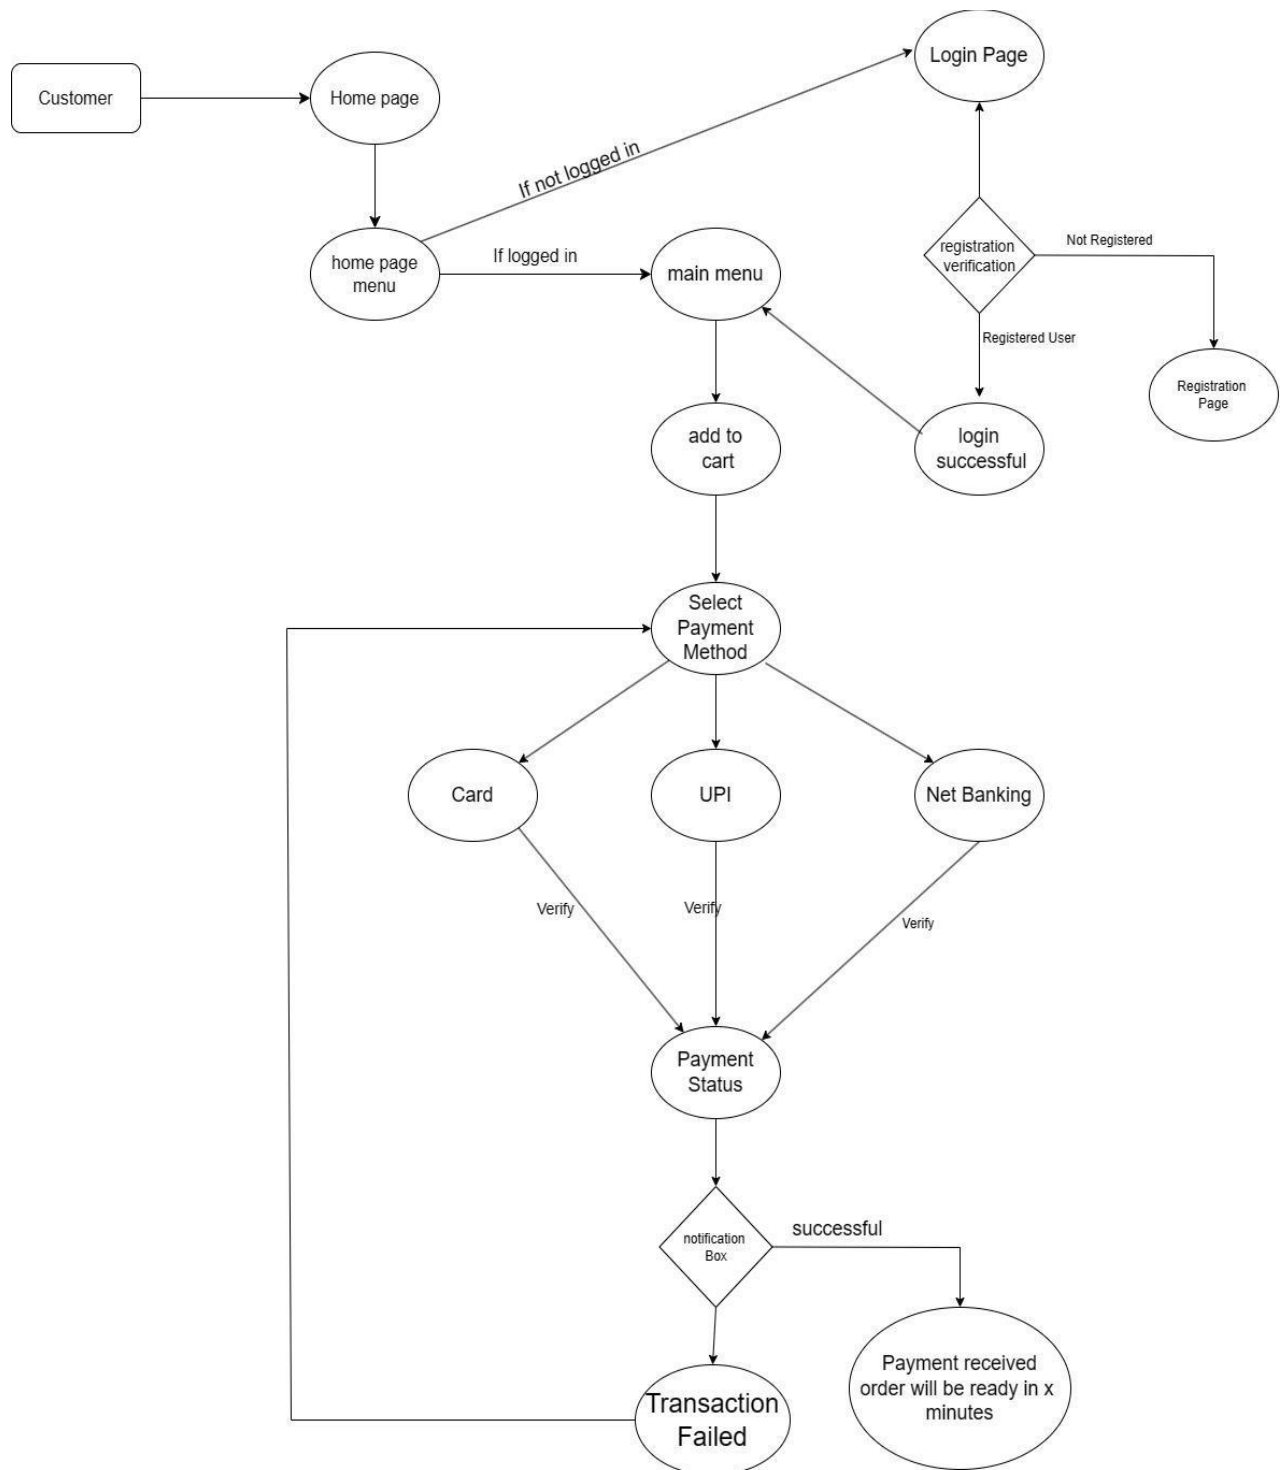 Login Page
Customer
Home page
If not logged in
home page
menu
If logged in
main menu
registration
verification
Not Registered
Registered User
Registration
Page
add to
cart
login
successful
Select
Payment
Method
Card
UPI
Net Banking
Verify
Verify
Verify
Payment
Status
notification
Box
successful
Payment received
order will be ready in x
minutes
Transaction
Failed